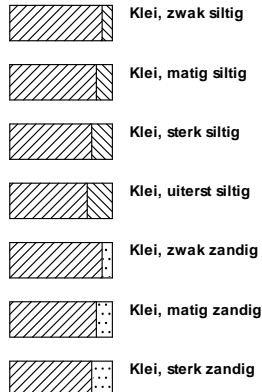 Klei, zwak siltig
Klei, matig siltig
Klei, sterk siltig
Klei, uiterst siltig
Klei, zwak zandig
Klei, matig zandig
Klei, sterk zandig